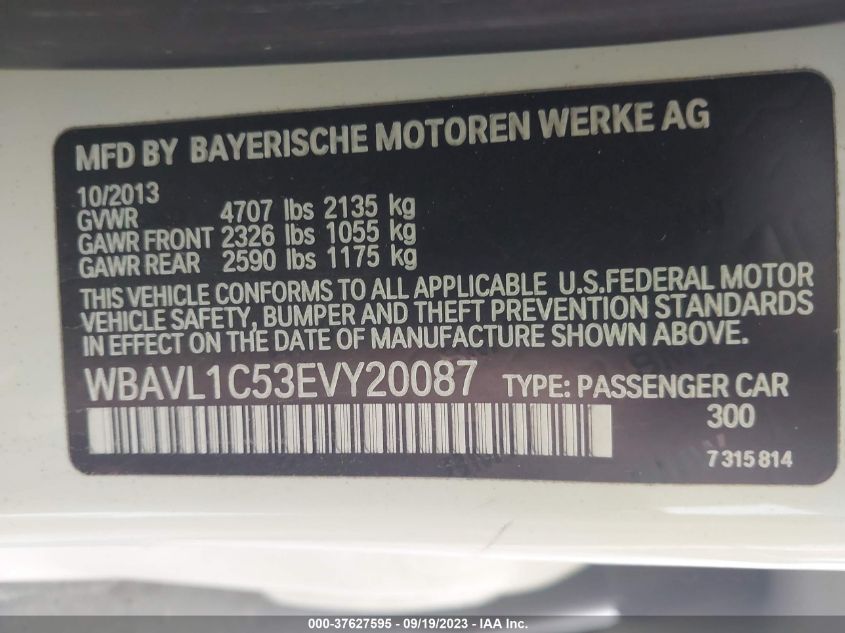 MFD BY BAYERISCHE MOTOREN WERKE AG
10/2013
GVWR 4707 lbs 2135 kg
GAWR FRONT 2326 lbs 1055 kg
GAWR REAR 2590 lbs 1175 kg
THIS VEHICLE CONFORMS TO ALL APPLICABLE U.S.FEDERAL MOTOR
VEHICLE SAFETY, BUMPER AND THEFT PREVENTION STANDARDS
IN EFFECT ON THE DATE OF MANUFACTURE SHOWN ABOVE.
WBAVL1C53EVY20087 TYPE: PASSENGER CAR
300
7 315 814
000-37627595 - 09/19/2023 - IAA Inc.